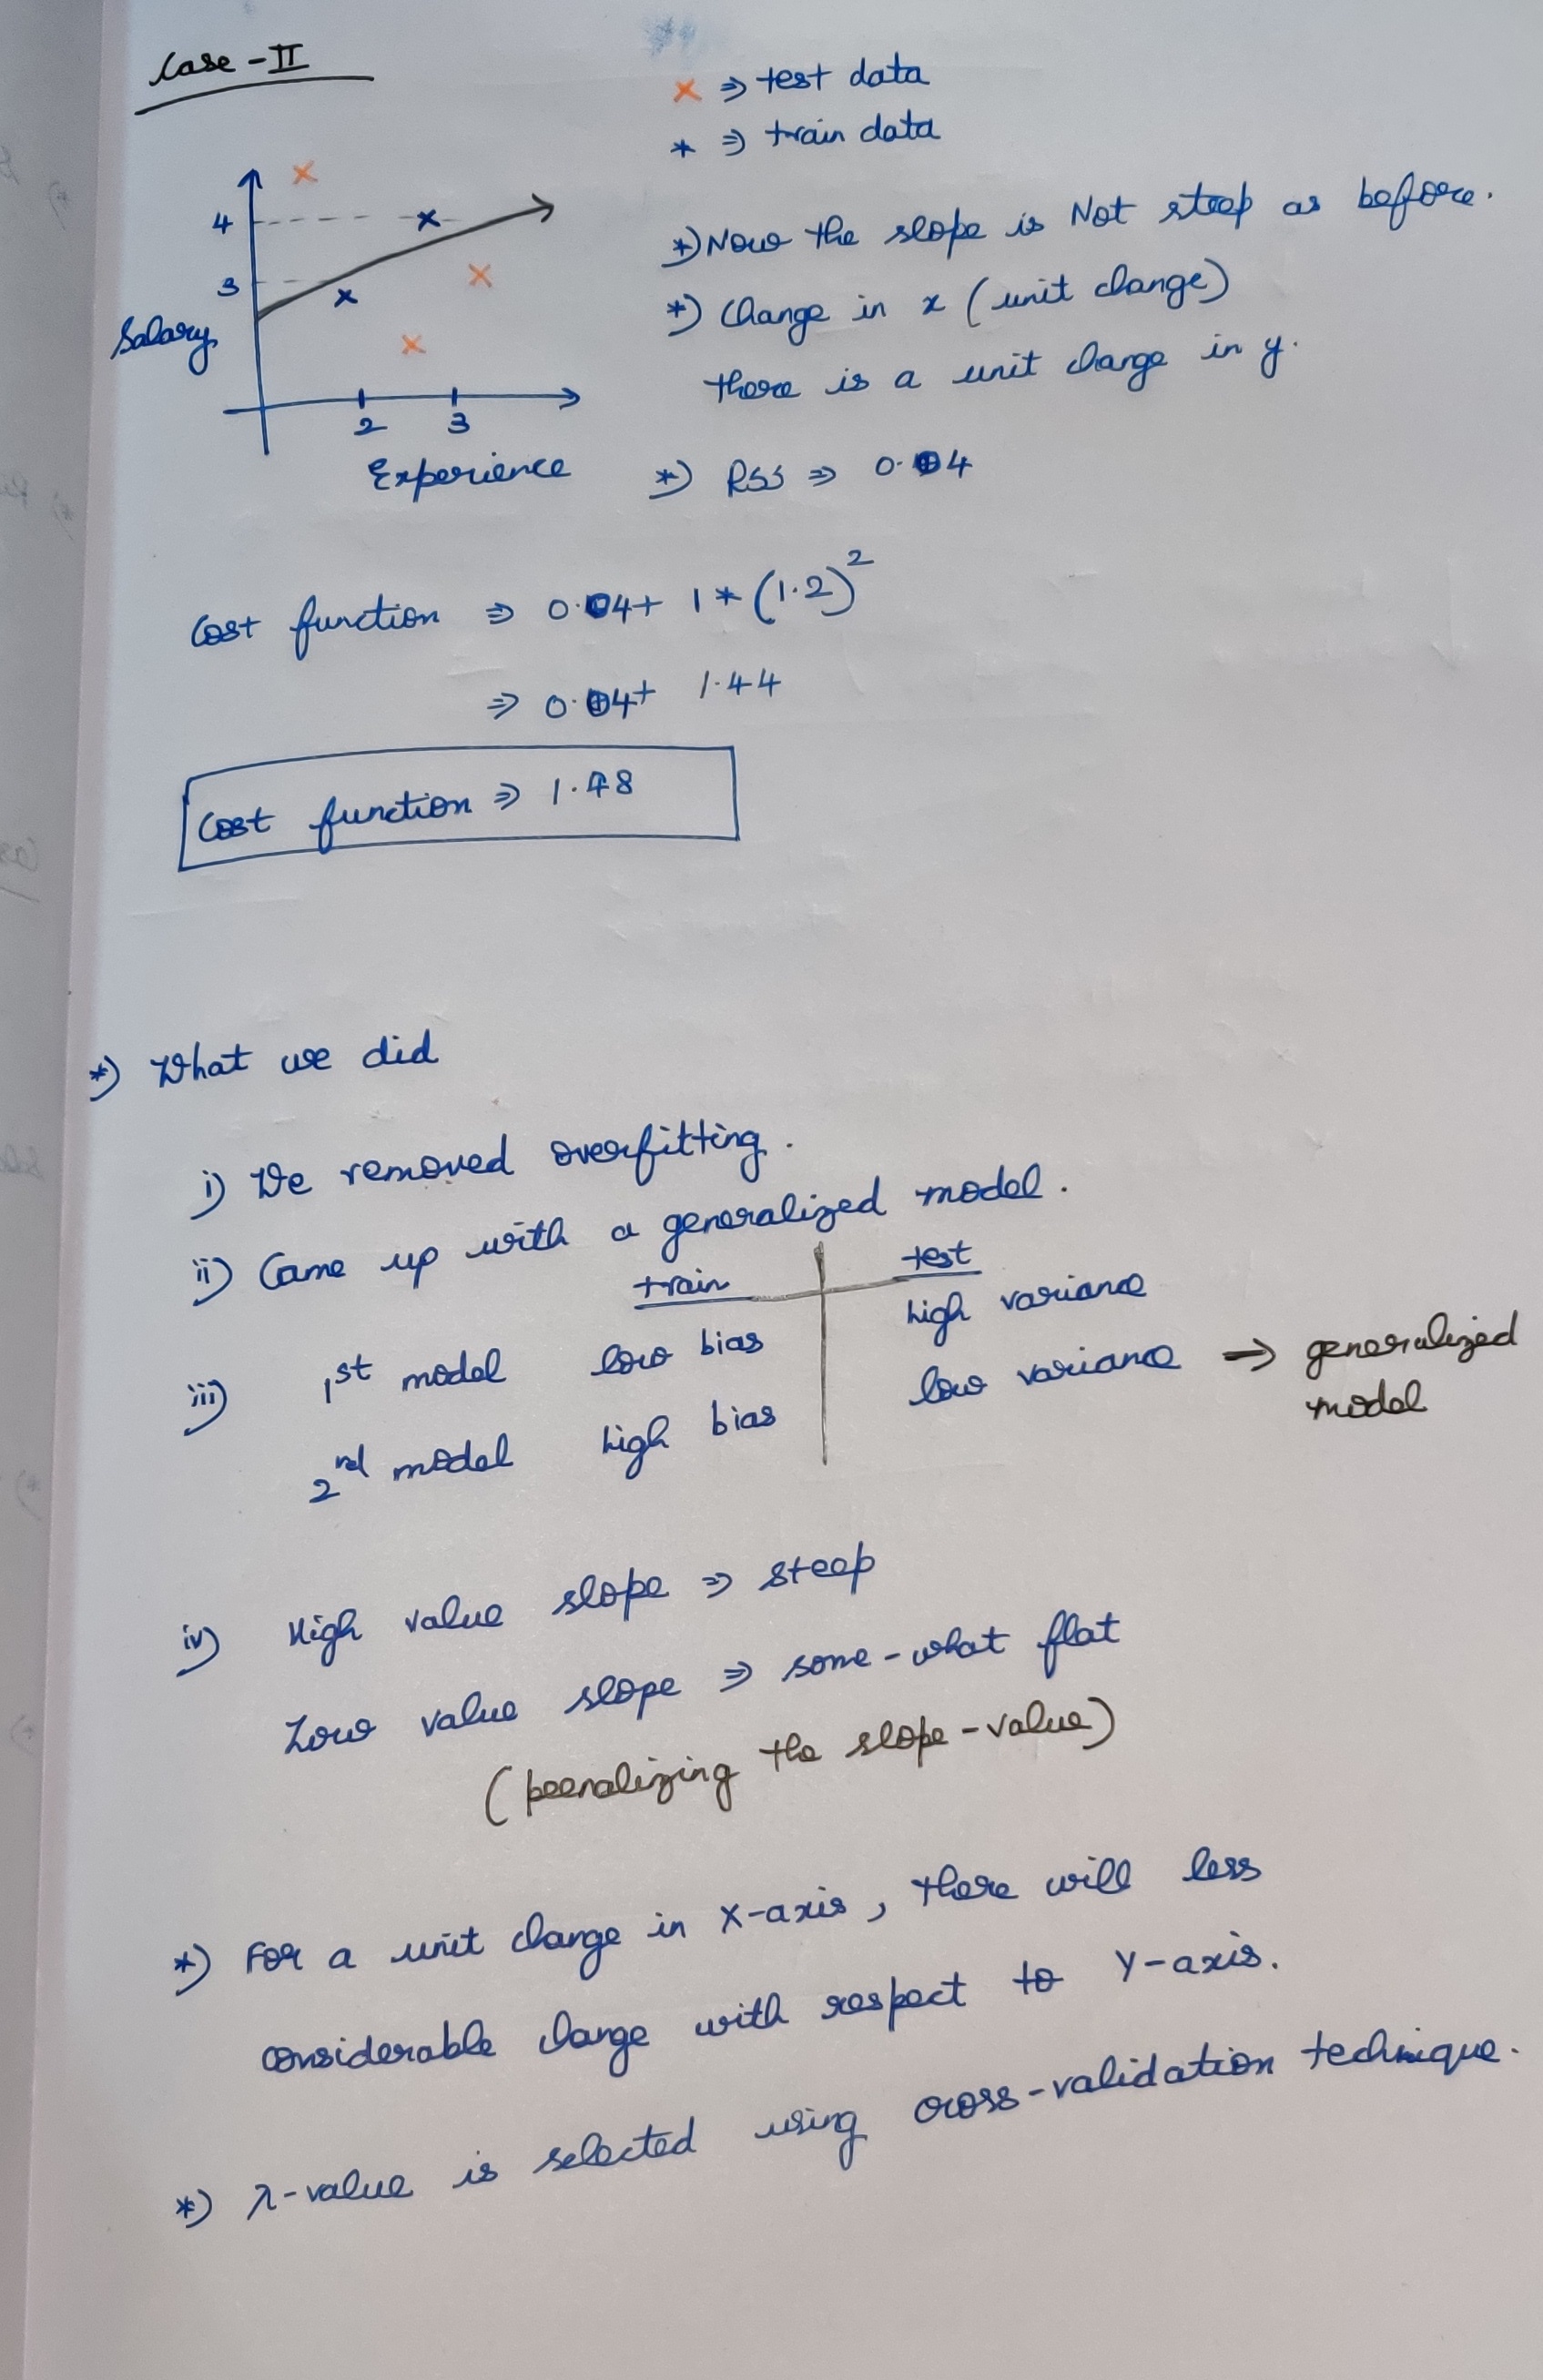 Case - II
x ⇒ test data
* ⇒ train data
4
3
Salary
2 3
Experience
*) Now the slope is Not steep as before.
*) Change in x (unit change)
there is a unit change in y.
*) RSS ⇒ 0.04
Cost function ⇒ 0.04 + 1 * (1.2)²
⇒ 0.04 + 1.44
Cost function ⇒ 1.48
*) What we did
i) We removed overfitting.
ii) Came up with a generalized model.
train test
iii) 1st model low bias high variance
2nd model high bias low variance → generalized
model
iv) High value slope ⇒ steep
Low value slope ⇒ some-what flat
(peenalizing the slope-value)
*) For a unit change in X-axis, there will less
considerable change with respect to Y-axis.
*) λ-value is selected using cross-validation technique.